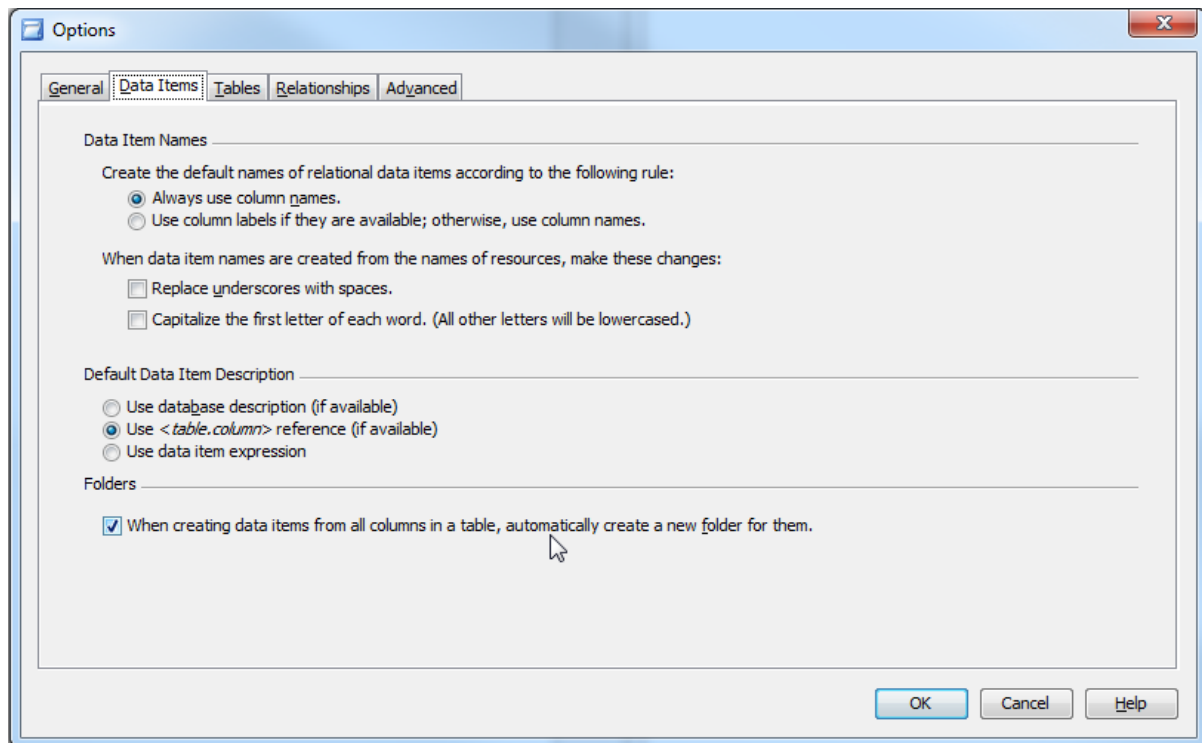 Options
General Data Items Tables Relationships Advanced
Data Item Names
Create the default names of relational data items according to the following rule:
Always use column names.
Use column labels if they are available; otherwise, use column names.
When data item names are created from the names of resources, make these changes:
Replace underscores with spaces.
Capitalize the first letter of each word. (All other letters will be lowercased.)
Default Data Item Description
Use database description (if available)
Use <table.column> reference (if available)
Use data item expression
Folders
When creating data items from all columns in a table, automatically create a new folder for them.
OK Cancel Help